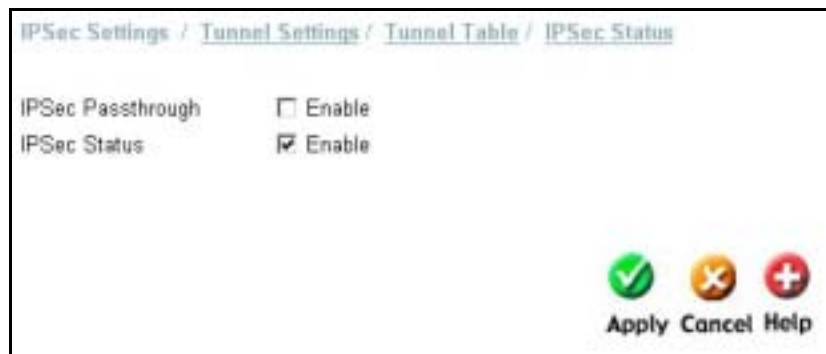 IPSec Settings / Tunnel Settings / Tunnel Table / IPSec Status
IPSec Passthrough Enable
IPSec Status Enable
Apply Cancel Help